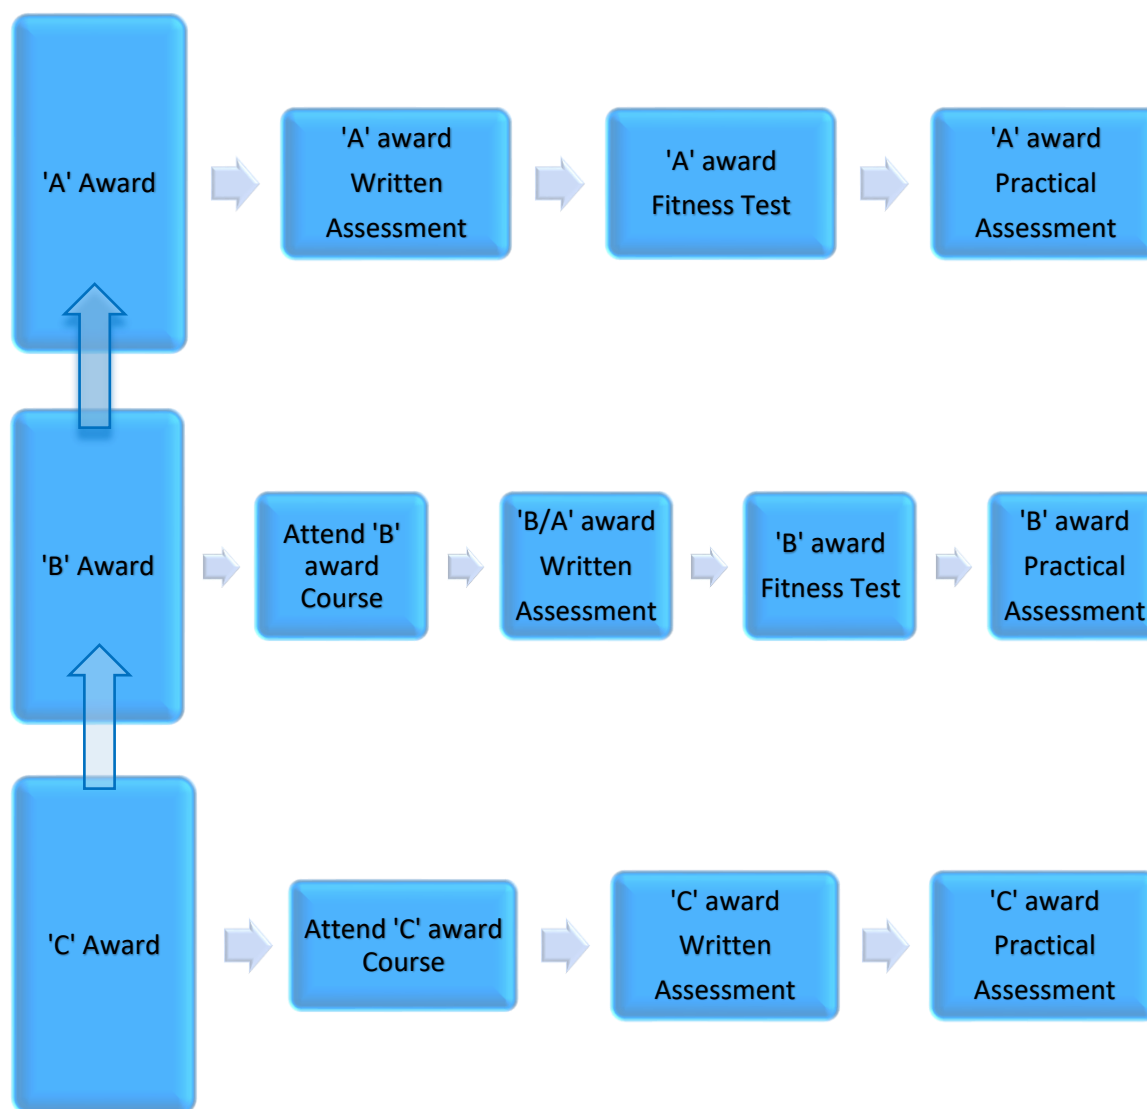 'A' Award
'A' award
Written
Assessment
'A' award
Fitness Test
'A' award
Practical
Assessment
'B' Award
Attend 'B'
award
Course
'B/A' award
Written
Assessment
'B' award
Fitness Test
'B' award
Practical
Assessment
'C' Award
Attend 'C' award
Course
'C' award
Written
Assessment
'C' award
Practical
Assessment